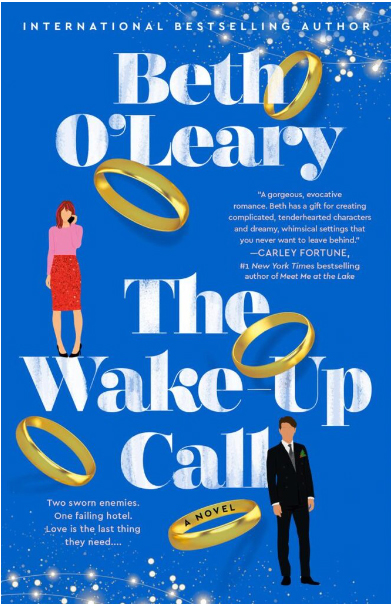 INTERNATIONAL BESTSELLING AUTHOR
Beth
O'Leary
"A gorgeous, evocative
romance. Beth has a gift for creating
complicated, tenderhearted characters
and dreamy, whimsical settings that
you never want to leave behind."
—CARLEY FORTUNE,
#1 New York Times bestselling
author of Meet Me at the Lake
The
Wake-Up
Call
Two sworn enemies.
One failing hotel.
Love is the last thing
they need....
A NOVEL